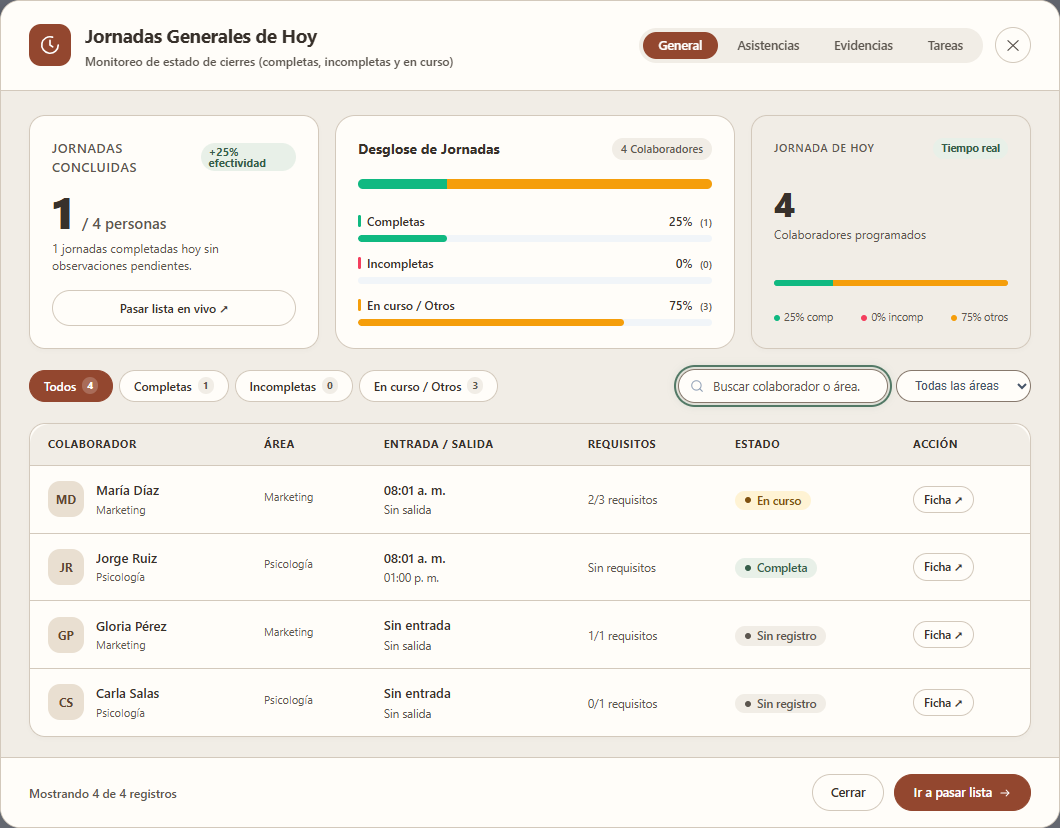 Jornadas Generales de Hoy
Monitoreo de estado de cierres (completas, incompletas y en curso)
General
Asistencias
Evidencias
Tareas
JORNADAS CONCLUIDAS
+25% efectividad
1 / 4 personas
1 jornadas completadas hoy sin
observaciones pendientes.
Pasar lista en vivo ↗
Desglose de Jornadas
4 Colaboradores
Completas 25% (1)
Incompletas 0% (0)
En curso / Otros 75% (3)
JORNADA DE HOY
Tiempo real
4
Colaboradores programados
25% comp
0% incomp
75% otros
Todos 4
Completas 1
Incompletas 0
En curso / Otros 3
Buscar colaborador o área.
Todas las áreas
COLABORADOR ÁREA ENTRADA / SALIDA REQUISITOS ESTADO ACCIÓN
MD María Díaz Marketing 08:01 a. m. 2/3 requisitos En curso Ficha ↗
Marketing Sin salida
JR Jorge Ruiz Psicología 08:01 a. m. Sin requisitos Completa Ficha ↗
Psicología 01:00 p. m.
GP Gloria Pérez Marketing Sin entrada 1/1 requisitos Sin registro Ficha ↗
Marketing Sin salida
CS Carla Salas Psicología Sin entrada 0/1 requisitos Sin registro Ficha ↗
Psicología Sin salida
Mostrando 4 de 4 registros
Cerrar
Ir a pasar lista →